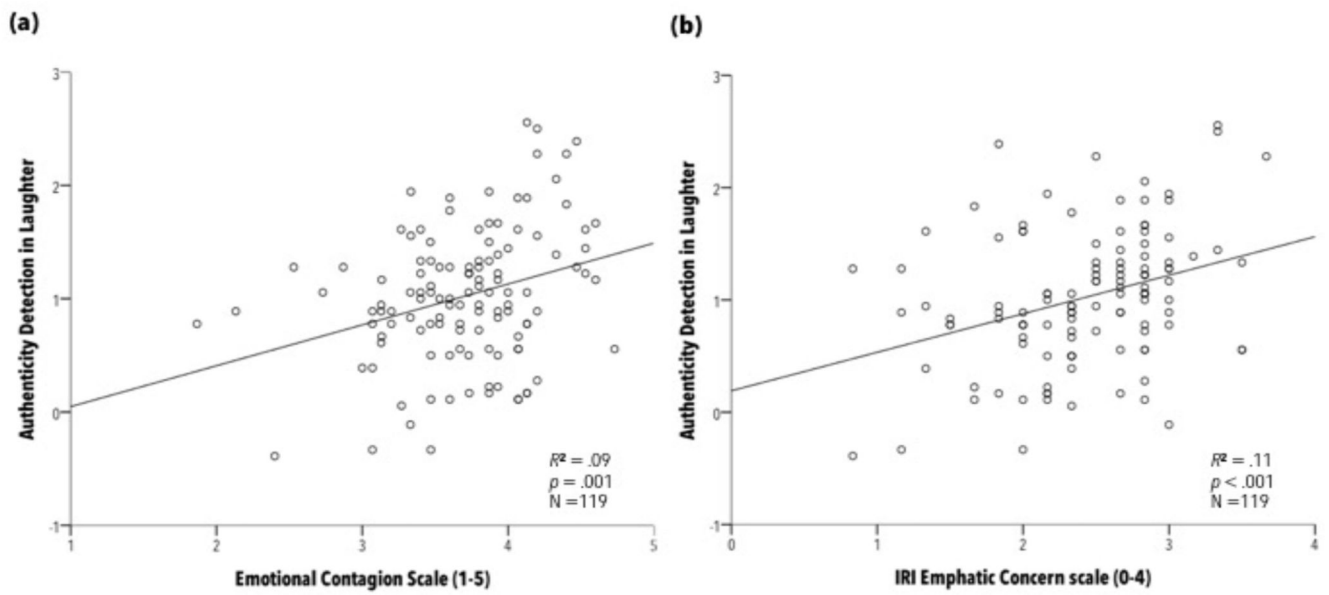 (a)
3
2
1
0
-1
Authenticity Detection in Laughter
R² = .09
p = .001
N =119
1
2
3
4
5
Emotional Contagion Scale (1-5)
(b)
3
2
1
0
-1
Authenticity Detection in Laughter
R² = .11
p < .001
N =119
0
1
2
3
4
IRI Emphatic Concern scale (0-4)